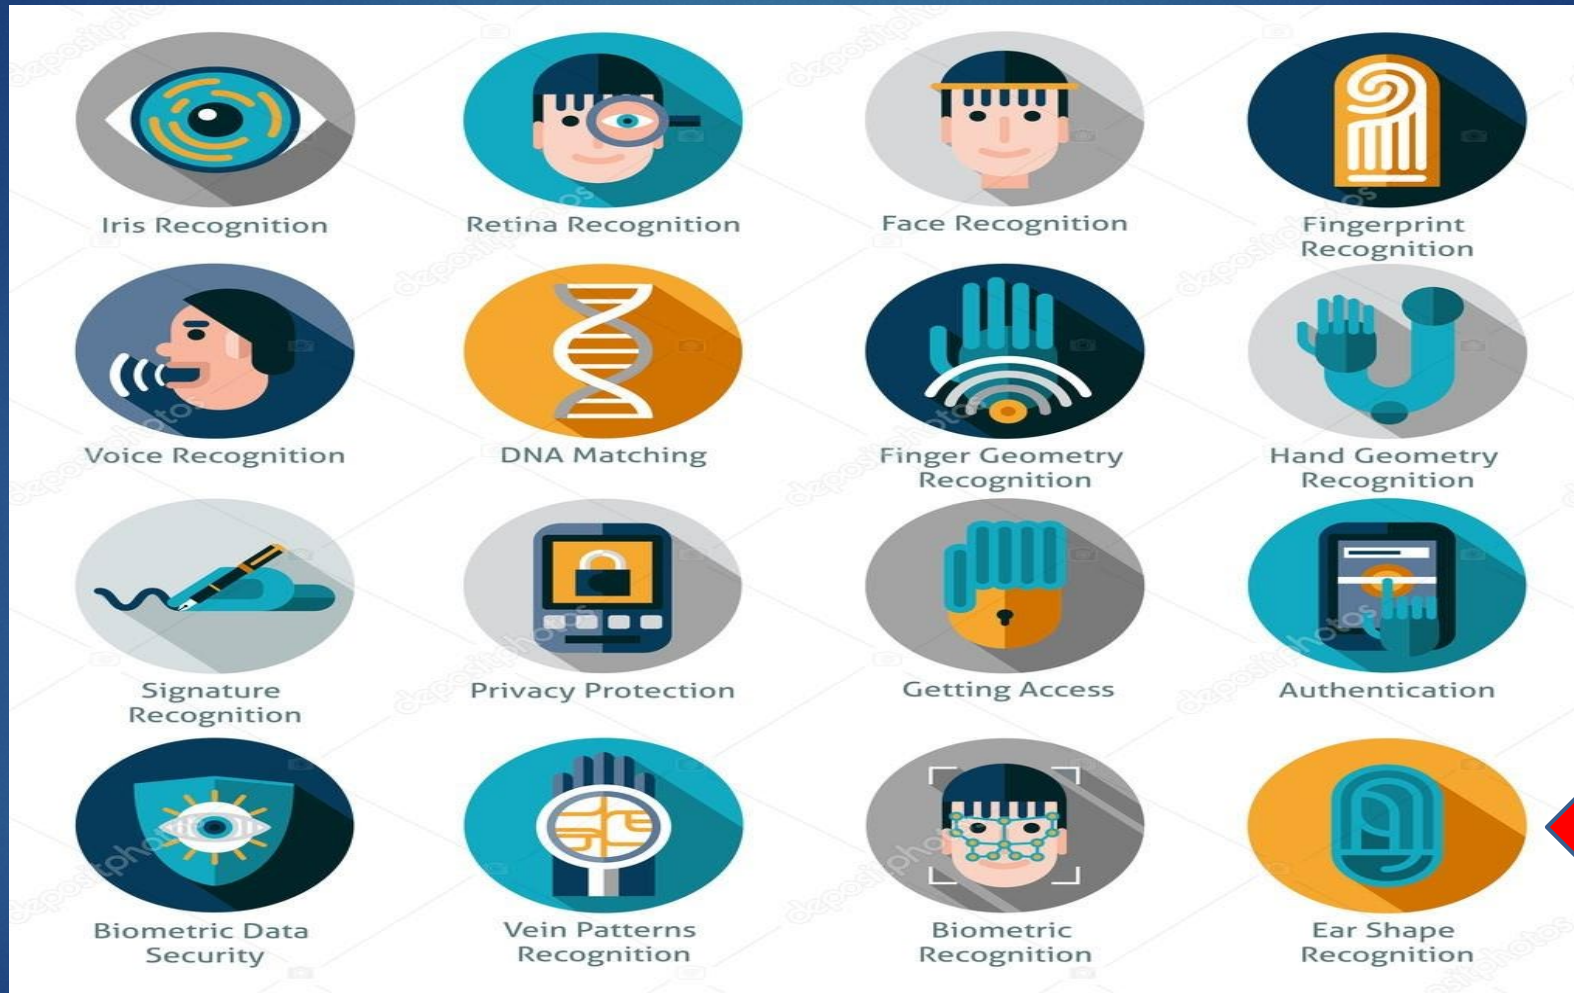 Iris Recognition
Retina Recognition
Face Recognition
Fingerprint
Recognition
Voice Recognition
DNA Matching
Finger Geometry
Recognition
Hand Geometry
Recognition
Signature
Recognition
Privacy Protection
Getting Access
Authentication
Biometric Data
Security
Vein Patterns
Recognition
Biometric
Recognition
Ear Shape
Recognition
depositphotos